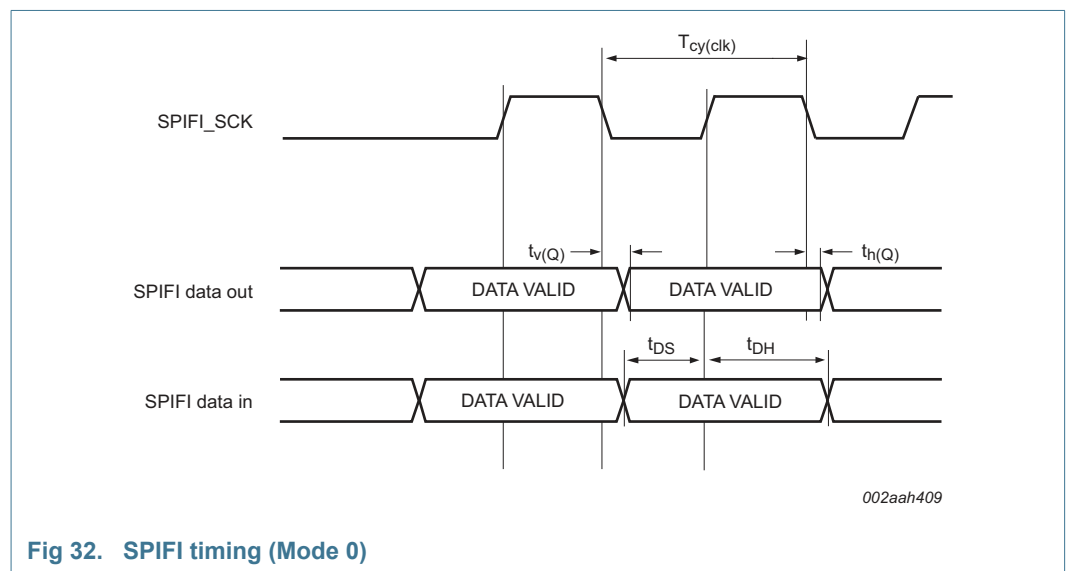 Tcy(clk)
SPIFI_SCK
tv(Q)
th(Q)
SPIFI data out
DATA VALID
DATA VALID
tDS
tDH
SPIFI data in
DATA VALID
DATA VALID
002aah409
Fig 32. SPIFI timing (Mode 0)